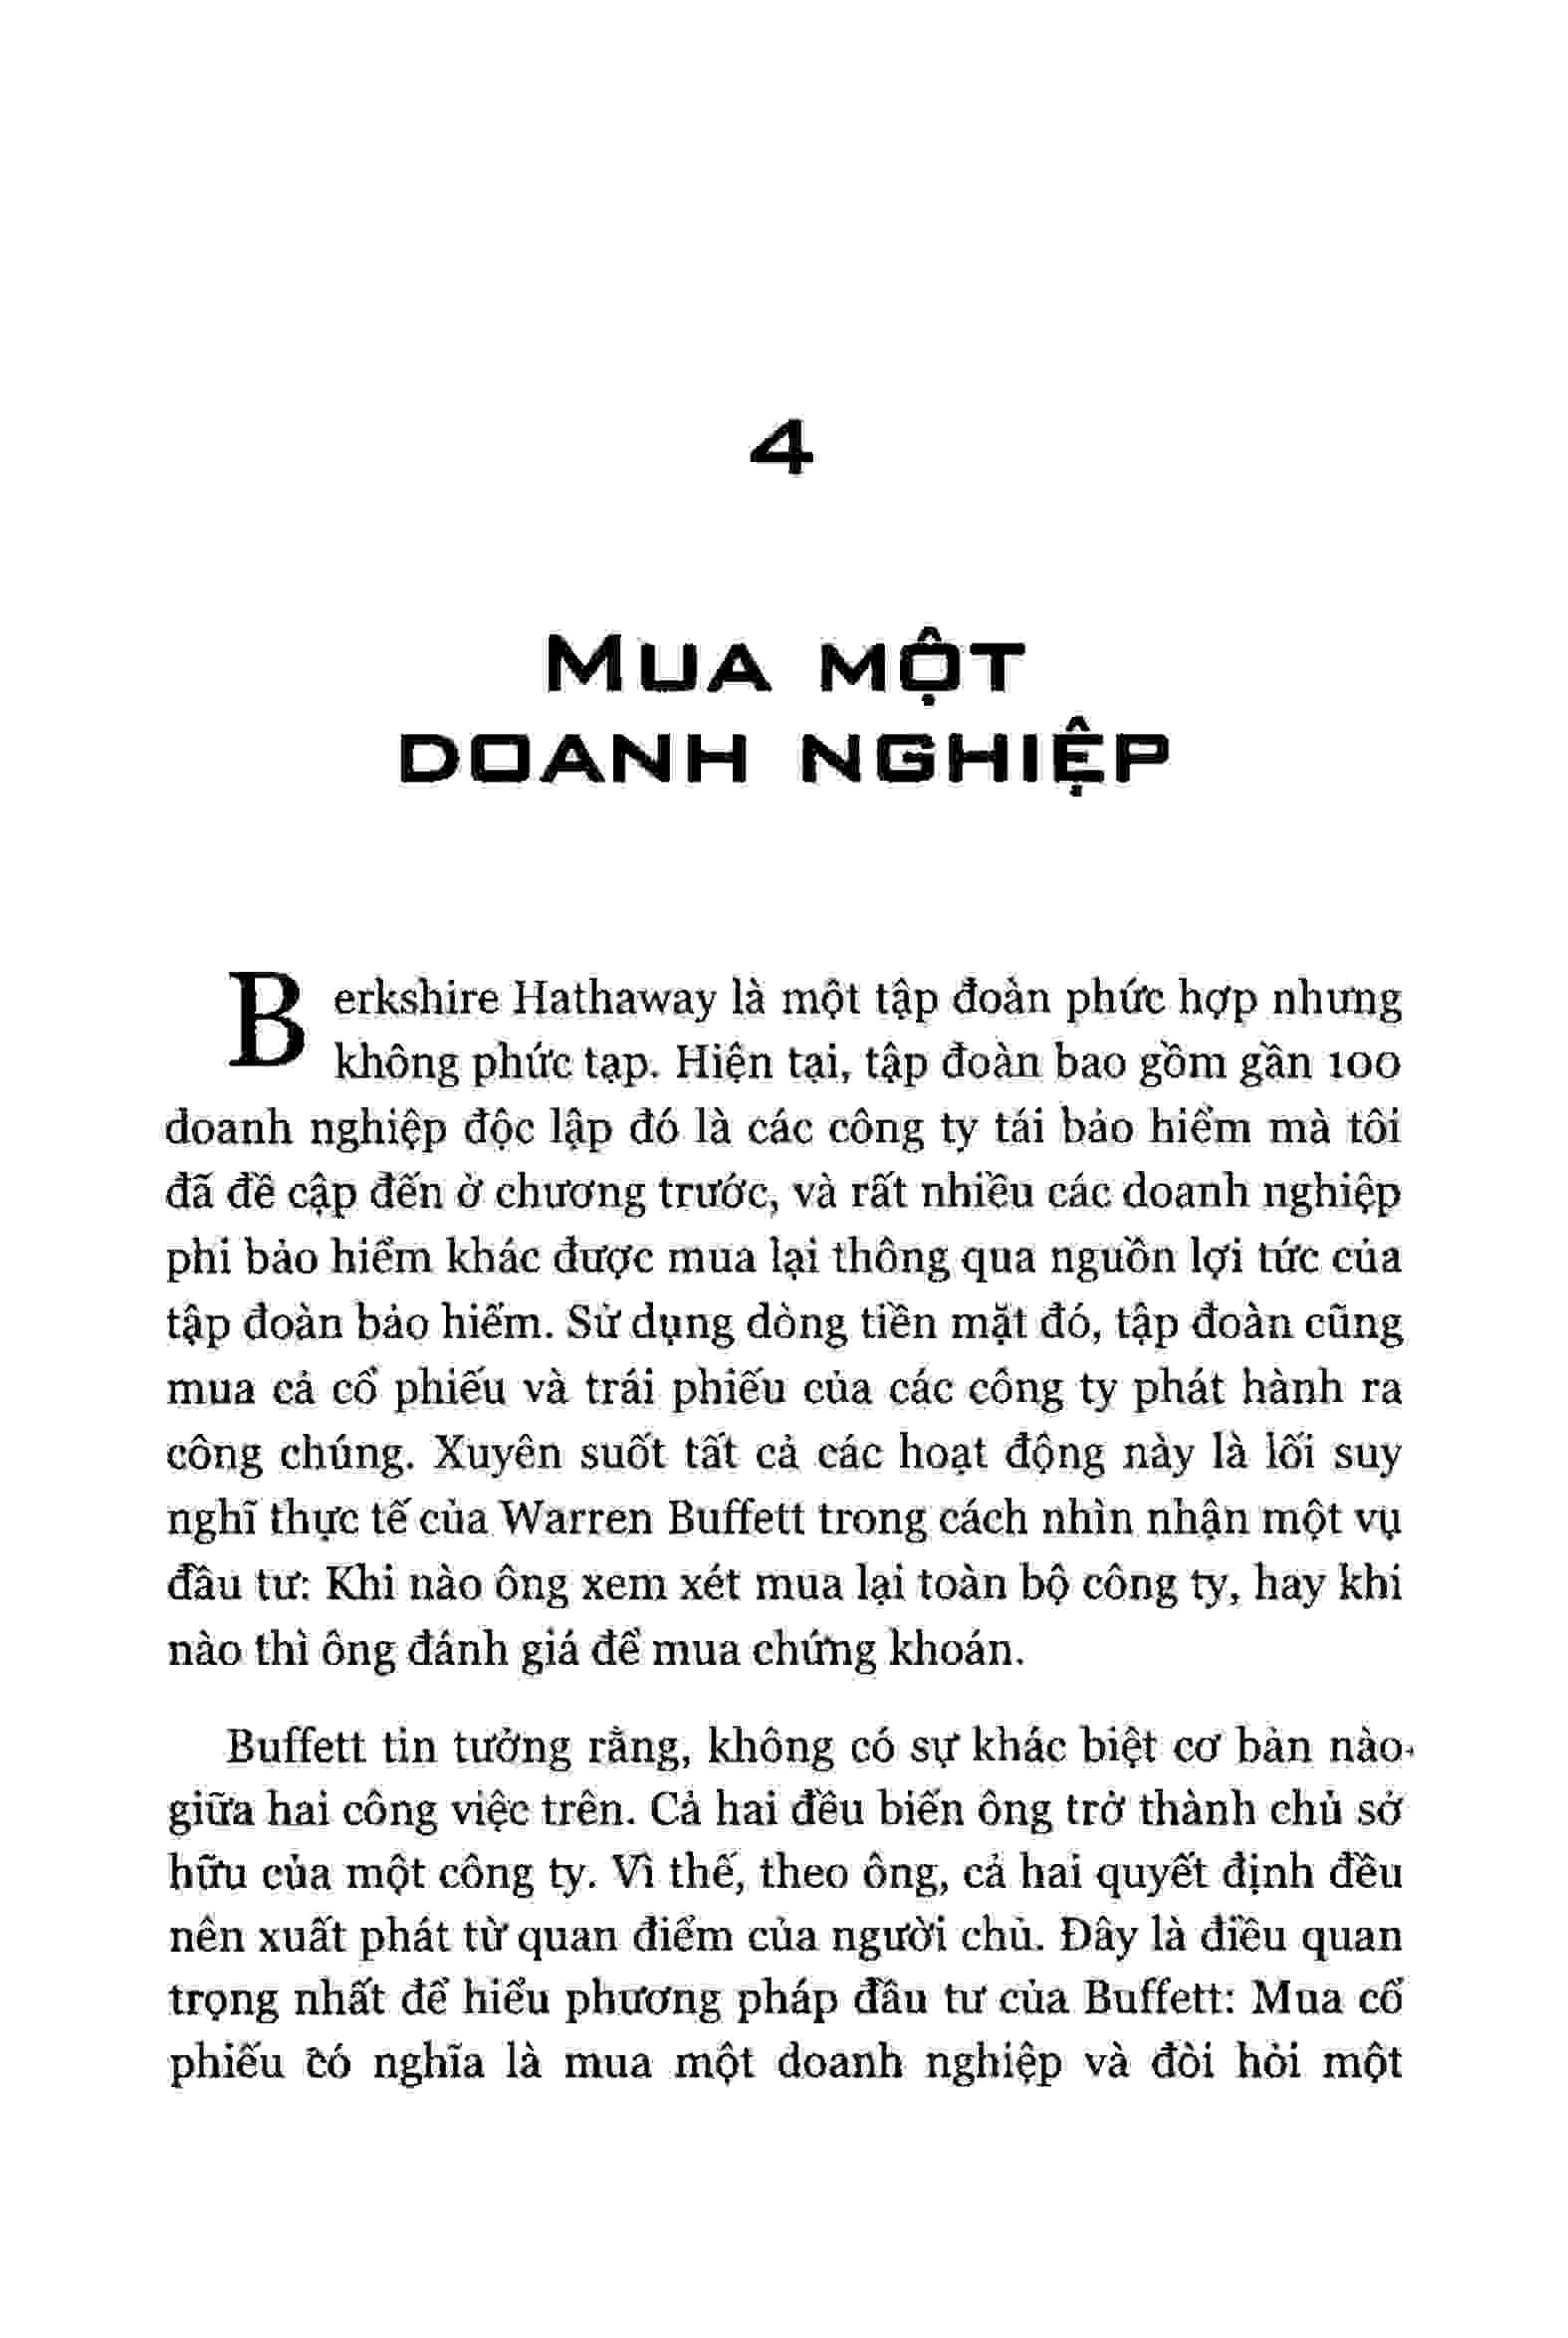 4
MUA MỘT
DOANH NGHIỆP
Berkshire Hathaway là một tập đoàn phức hợp nhưng
không phức tạp. Hiện tại, tập đoàn bao gồm gần 100
doanh nghiệp độc lập đó là các công ty tái bảo hiểm mà tôi
đã đề cập đến ở chương trước, và rất nhiều các doanh nghiệp
phi bảo hiểm khác được mua lại thông qua nguồn lợi tức của
tập đoàn bảo hiểm. Sử dụng dòng tiền mặt đó, tập đoàn cũng
mua cả cổ phiếu và trái phiếu của các công ty phát hành ra
công chúng. Xuyên suốt tất cả các hoạt động này là lối suy
nghĩ thực tế của Warren Buffett trong cách nhìn nhận một vụ
đầu tư: Khi nào ông xem xét mua lại toàn bộ công ty, hay khi
nào thì ông đánh giá để mua chứng khoán.
Buffett tin tưởng rằng, không có sự khác biệt cơ bản nào
giữa hai công việc trên. Cả hai đều biến ông trở thành chủ sở
hữu của một công ty. Vì thế, theo ông, cả hai quyết định đều
nên xuất phát từ quan điểm của người chủ. Đây là điều quan
trọng nhất để hiểu phương pháp đầu tư của Buffett: Mua cổ
phiếu có nghĩa là mua một doanh nghiệp và đòi hỏi một